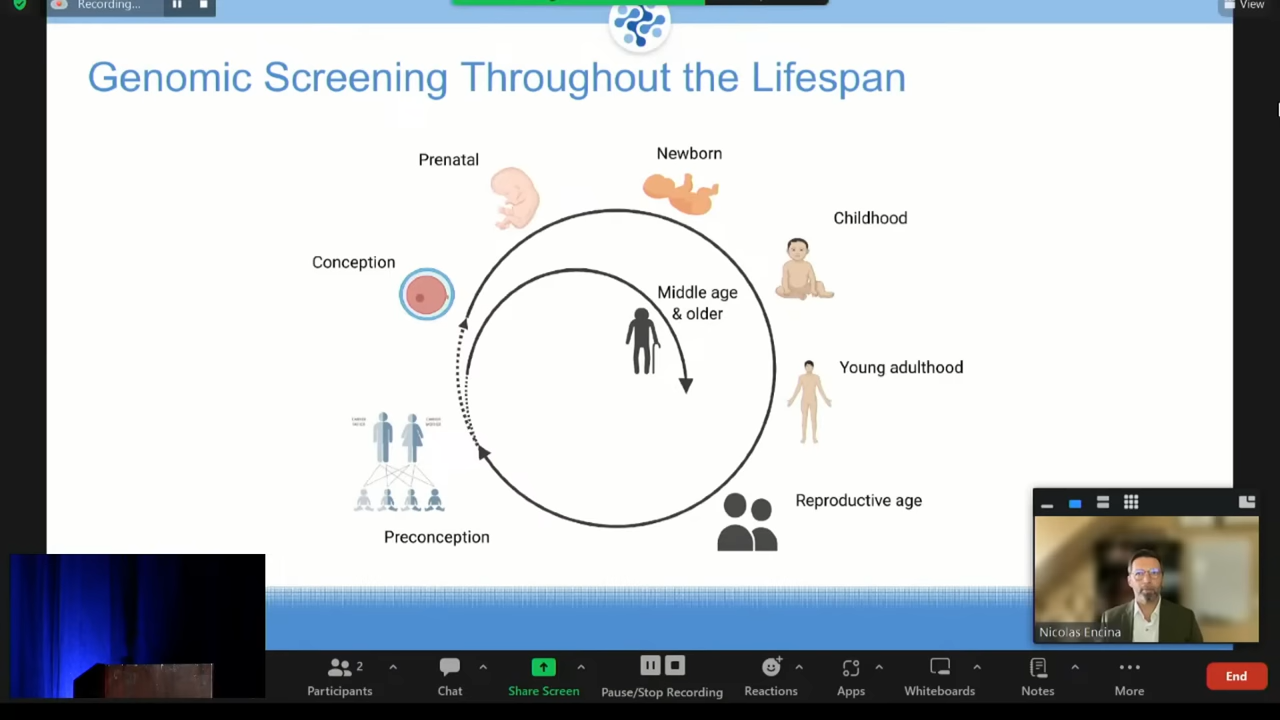 Recording...
View
Genomic Screening Throughout the Lifespan
Prenatal
Newborn
Childhood
Conception
Middle age
& older
Young adulthood
Reproductive age
Preconception
Nicolas Encina
2
Participants
Chat
Share Screen
Pause/Stop Recording
Reactions
Apps
Whiteboards
Notes
More
End